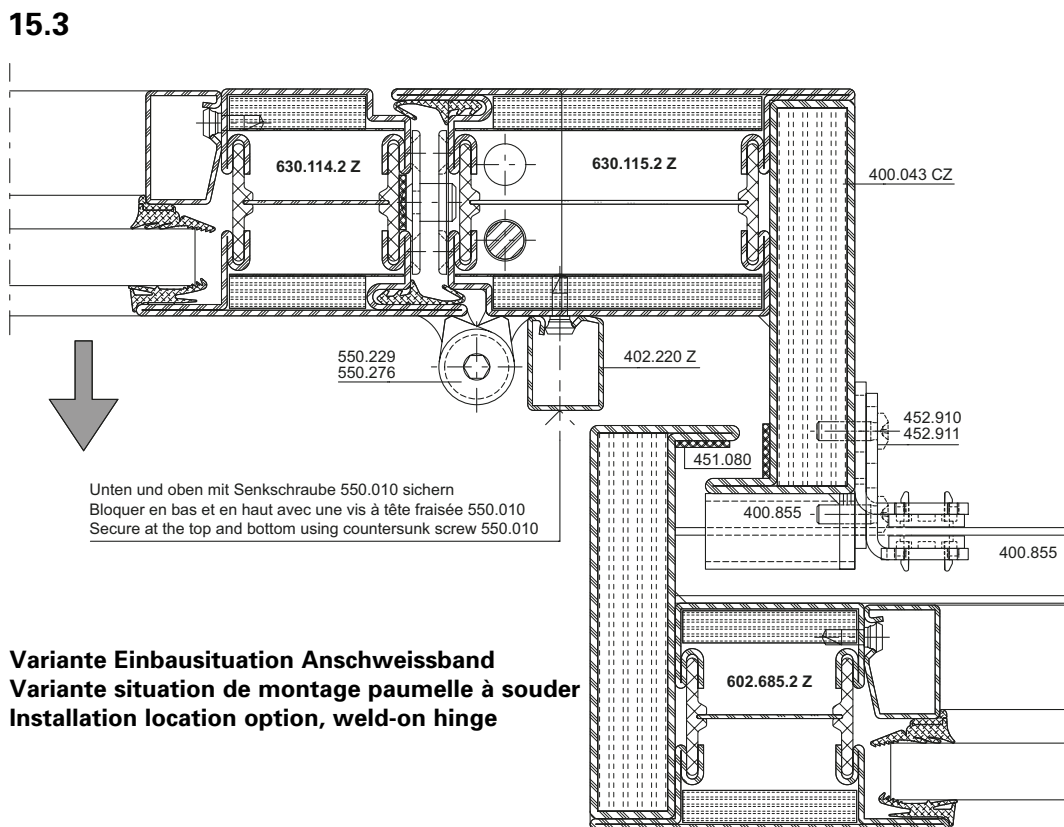 15.3
630.114.2 Z
630.115.2 Z
400.043 CZ
550.229
550.276
402.220 Z
452.910
452.911
451.080
Unten und oben mit Senkschraube 550.010 sichern
Bloquer en bas et en haut avec une vis à tête fraisée 550.010
Secure at the top and bottom using countersunk screw 550.010
400.855
400.855
Variante Einbausituation Anschweissband
Variante situation de montage paumelle à souder
Installation location option, weld-on hinge
602.685.2 Z